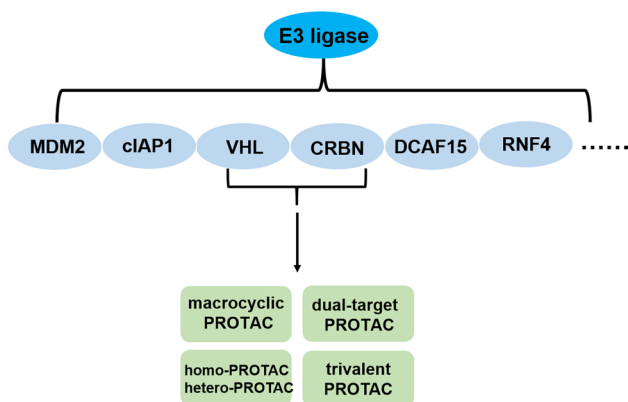 E3 ligase
MDM2 cIAP1 VHL CRBN DCAF15 RNF4 ......
macrocyclic
PROTAC
dual-target
PROTAC
homo-PROTAC
hetero-PROTAC
trivalent
PROTAC